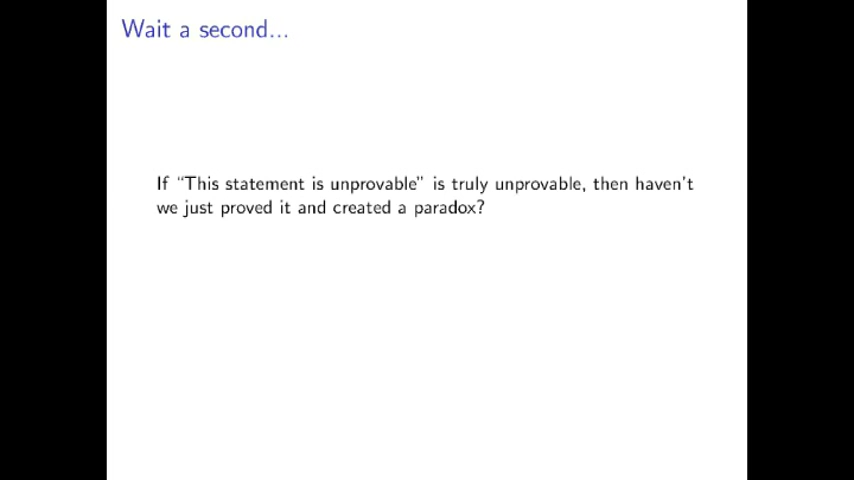 Wait a second...
If “This statement is unprovable” is truly unprovable, then haven't
we just proved it and created a paradox?